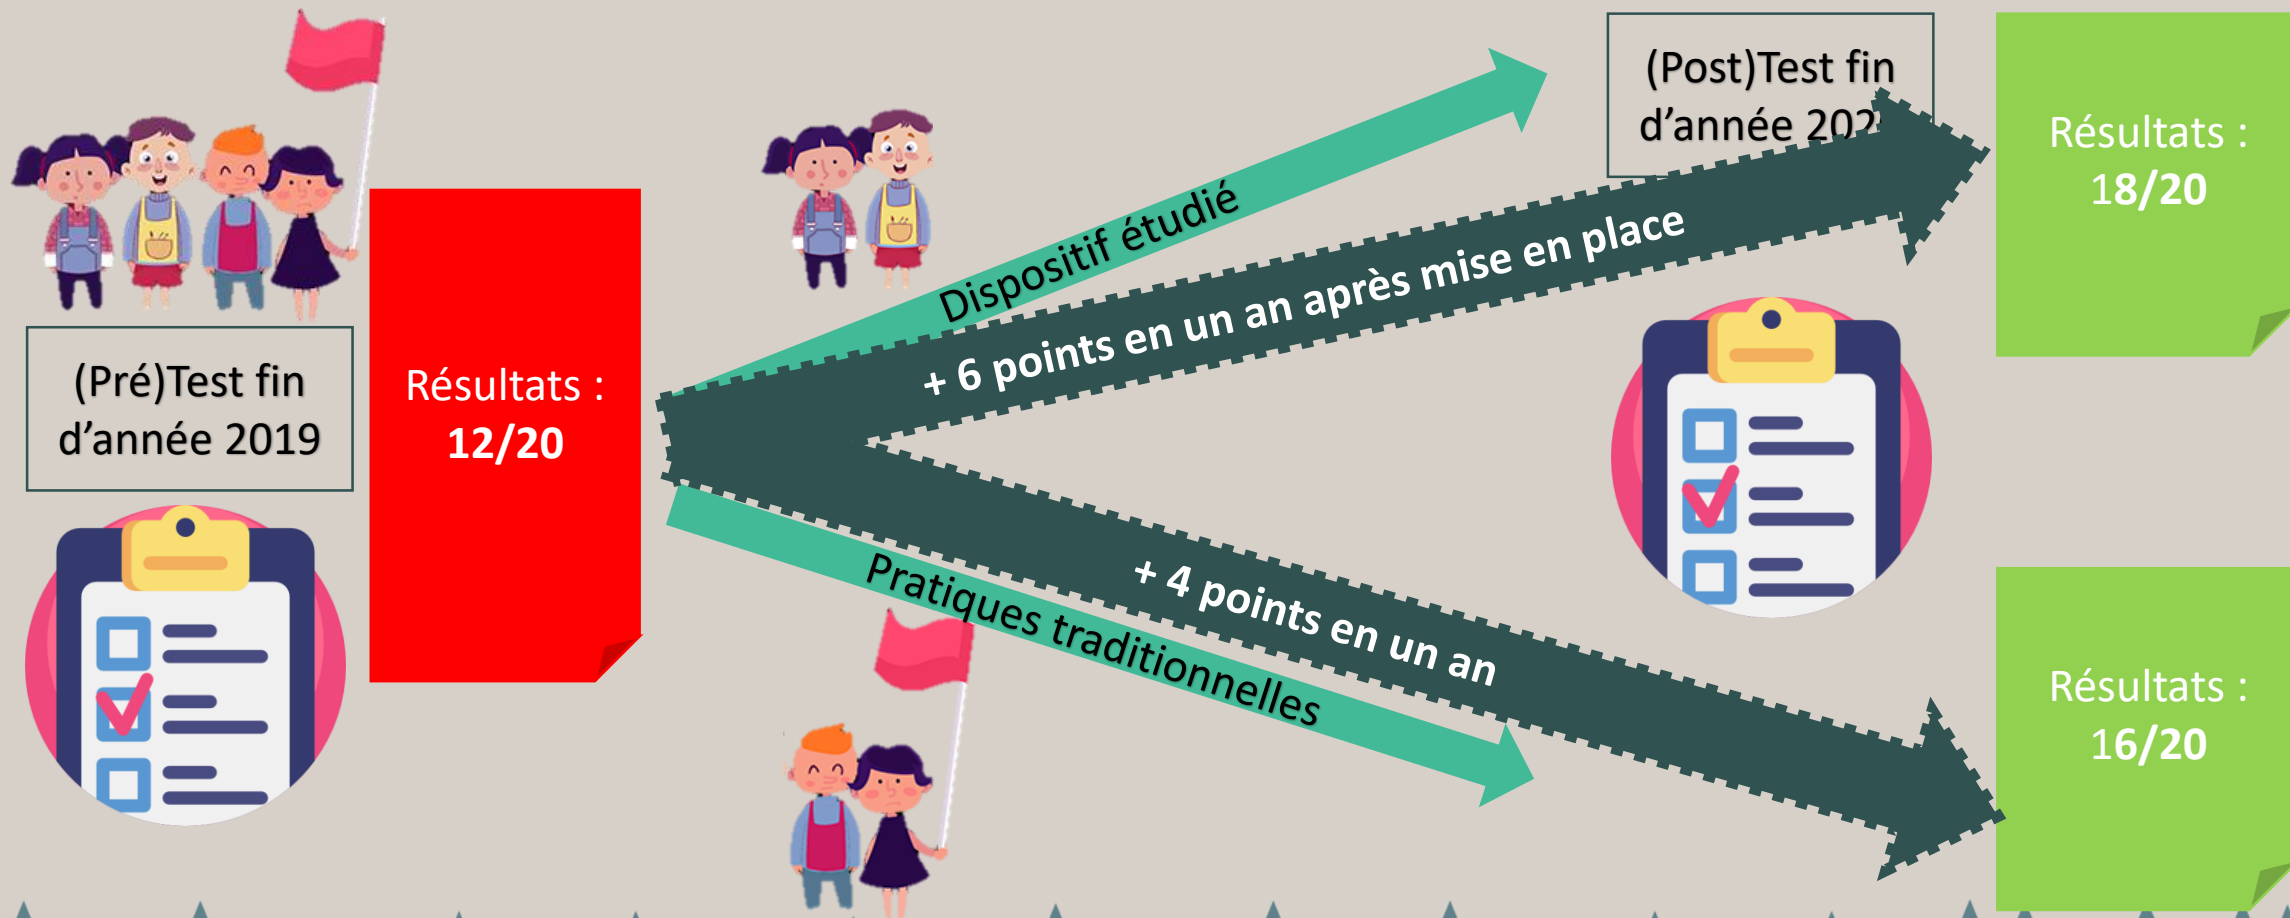 (Pré)Test fin
d'année 2019
Résultats :
12/20
Dispositif étudié
+ 6 points en un an après mise en place
+ 4 points en un an
Pratiques traditionnelles
(Post)Test fin
d'année
Résultats :
18/20
Résultats :
16/20